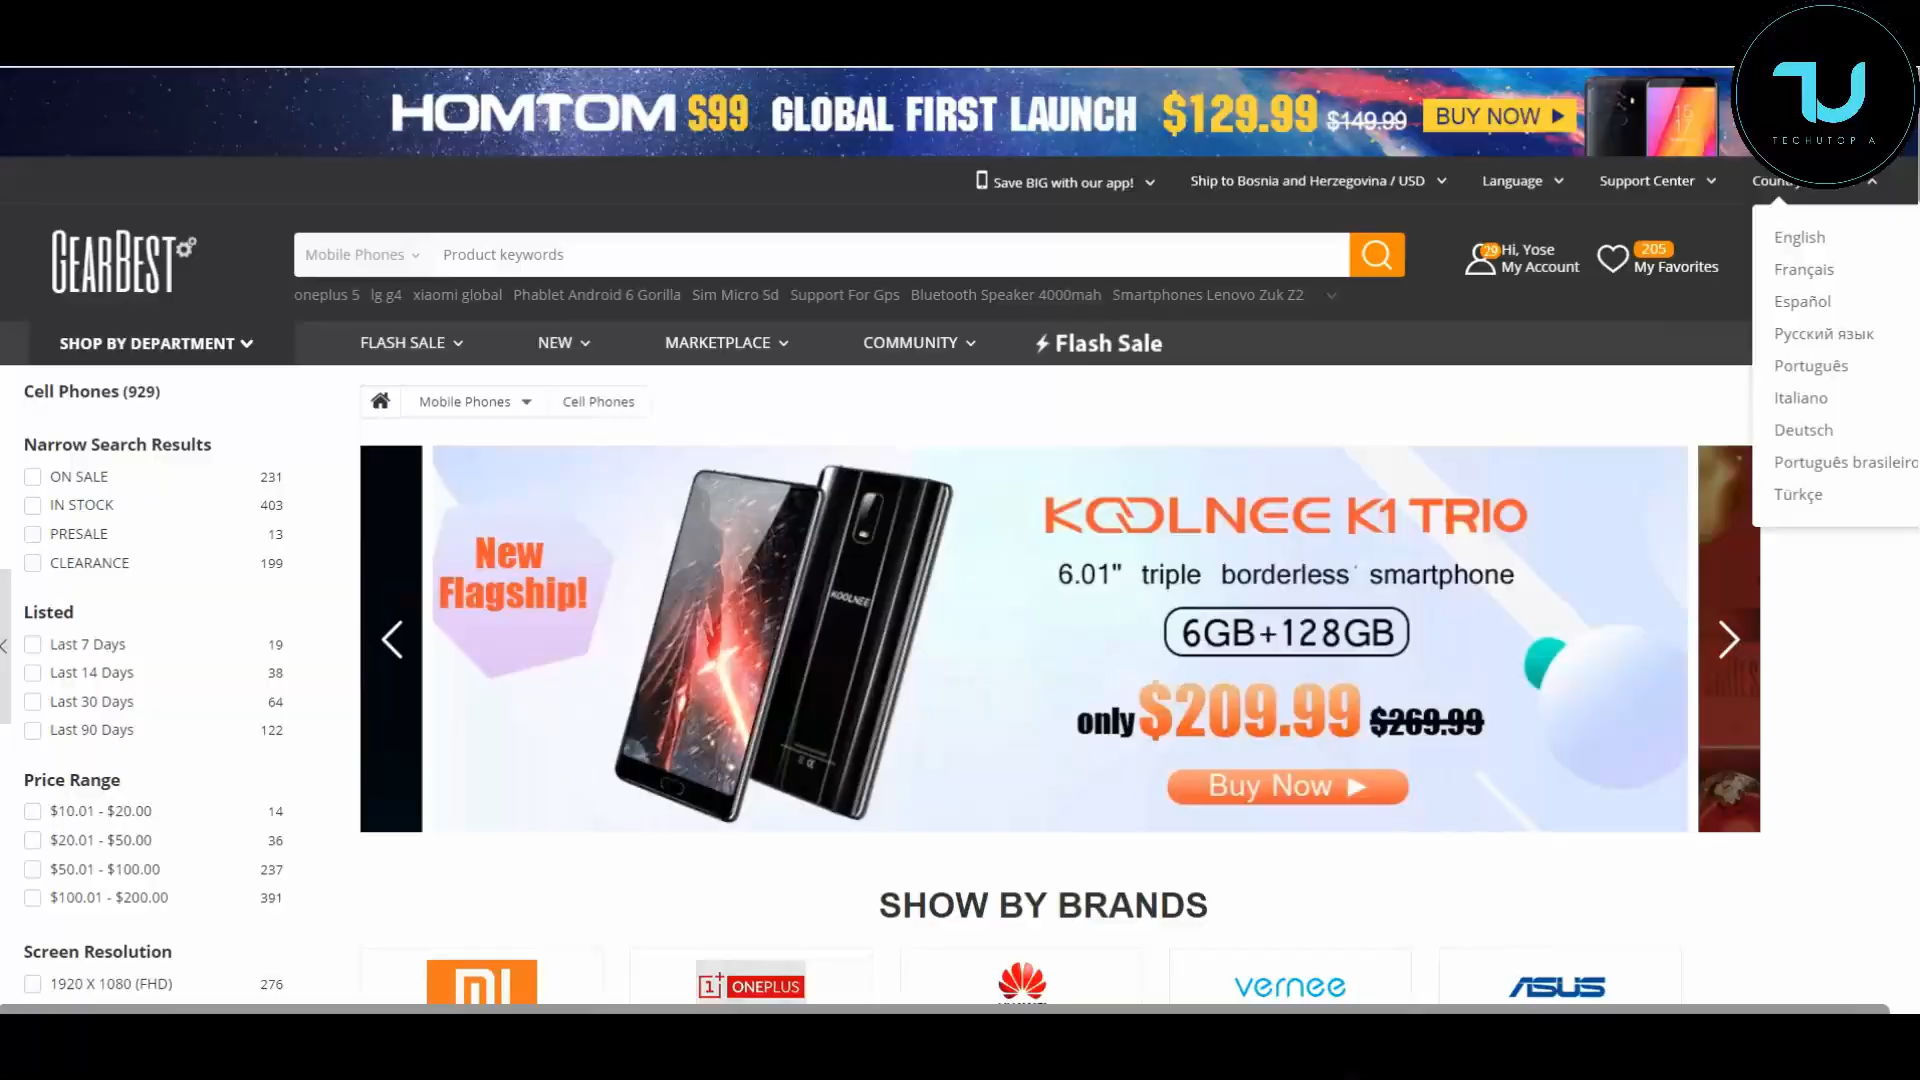 HOMTOM S99 GLOBAL FIRST LAUNCH $129.99 $149.99 BUY NOW
TECHUTOPIA
Save BIG with our app! Ship to Bosnia and Herzegovina / USD Language Support Center
English
Français
Español
Русский язык
Português
Italiano
Deutsch
Português brasileiro
Türkçe
GEARBEST
Mobile Phones Product keywords
29 Hi, Yose
My Account
205
My Favorites
oneplus 5 lg g4 xiaomi global Phablet Android 6 Gorilla Sim Micro Sd Support For Gps Bluetooth Speaker 4000mah Smartphones Lenovo Zuk Z2
SHOP BY DEPARTMENT FLASH SALE NEW MARKETPLACE COMMUNITY Flash Sale
Cell Phones (929)
Narrow Search Results
ON SALE 231
IN STOCK 403
PRESALE 13
CLEARANCE 199
Listed
Last 7 Days 19
Last 14 Days 38
Last 30 Days 64
Last 90 Days 122
Price Range
$10.01 - $20.00 14
$20.01 - $50.00 36
$50.01 - $100.00 237
$100.01 - $200.00 391
Screen Resolution
1920 X 1080 (FHD) 276
Mobile Phones Cell Phones
New
Flagship!
KOOLNEE
KOOLNEE K1 TRIO
6.01" triple borderless smartphone
6GB+128GB
only $209.99 $269.99
Buy Now
SHOW BY BRANDS
MI
1+ ONEPLUS
vernee
ASUS